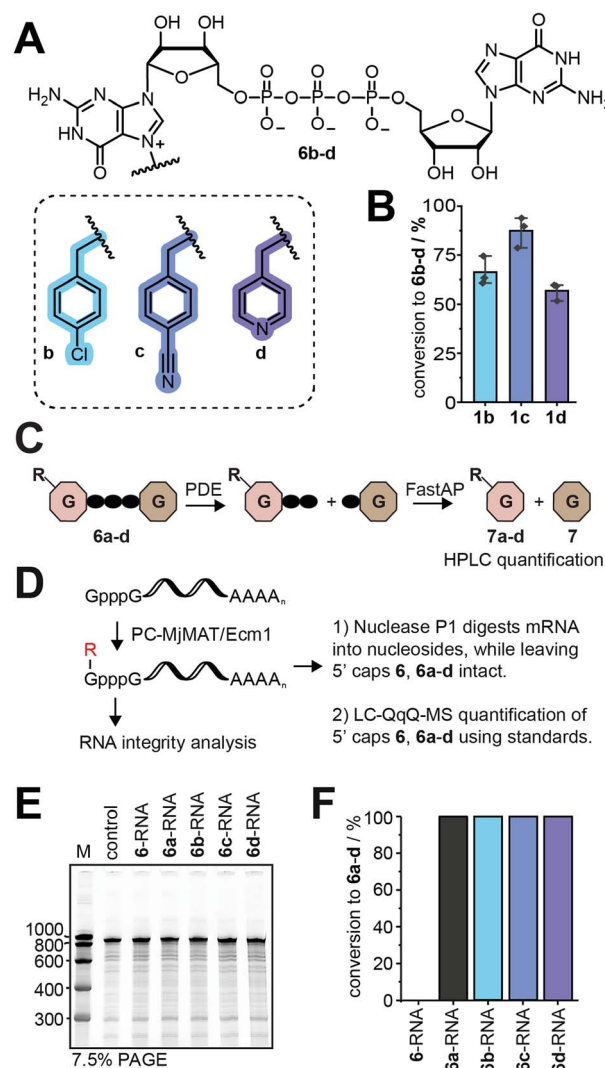 A
OH OH
H₂N N N O O O O O N O
N P O P O P O N NH
HN N+ O O− O− O− O N N NH₂
O 6b-d OH OH
B
conversion to 6b-d / %
100
75
50
25
0
1b 1c 1d
b Cl
c N
d N
C
R G G PDE R G + G FastAP R G + G
6a-d 7a-d 7
HPLC quantification
D
GpppG AAAAn
PC-MjMAT/Ecm1
R
GpppG AAAAn
RNA integrity analysis
1) Nuclease P1 digests mRNA
into nucleosides, while leaving
5' caps 6, 6a-d intact.
2) LC-QqQ-MS quantification of
5' caps 6, 6a-d using standards.
E
M control 6-RNA 6a-RNA 6b-RNA 6c-RNA 6d-RNA
1000
800
600
400
300
7.5% PAGE
F
conversion to 6a-d / %
100
80
60
40
20
0
6-RNA 6a-RNA 6b-RNA 6c-RNA 6d-RNA